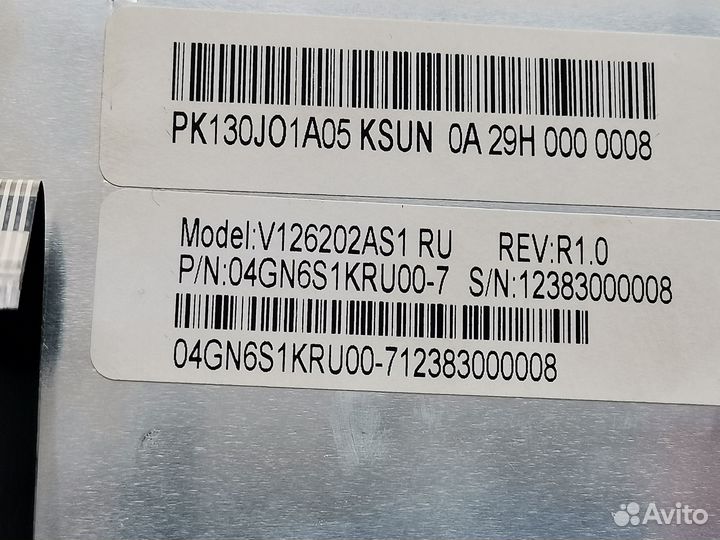 PK130JO1A05 KSUN 0A 29H 000 0008
Model:V126202AS1 RU REV:R1.0
P/N:04GN6S1KRU00-7 S/N:12383000008
04GN6S1KRU00-712383000008
Avito